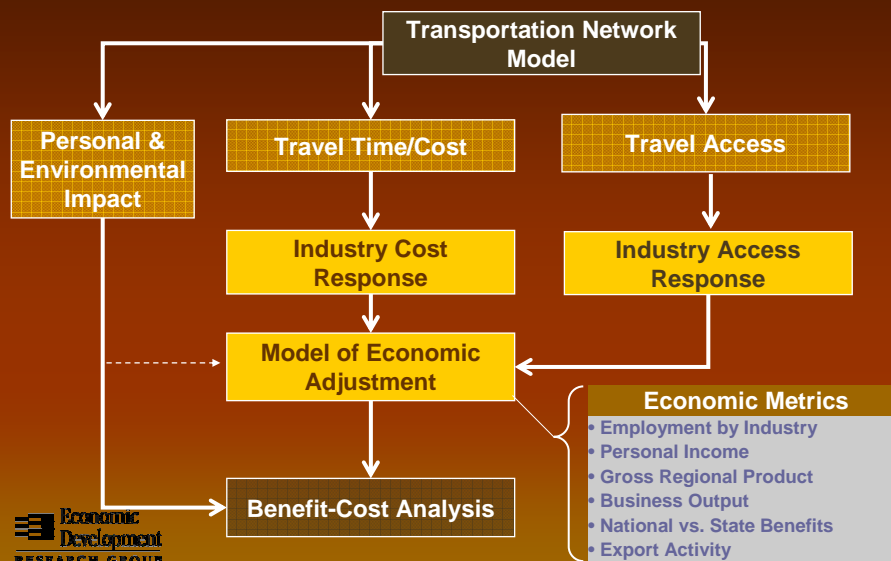 Transportation Network
Model
Personal &
Environmental
Impact
Travel Time/Cost
Travel Access
Industry Cost
Response
Industry Access
Response
Model of Economic
Adjustment
Economic Metrics
• Employment by Industry
• Personal Income
• Gross Regional Product
• Business Output
• National vs. State Benefits
• Export Activity
Benefit-Cost Analysis
Economic
Development
RESEARCH GROUP